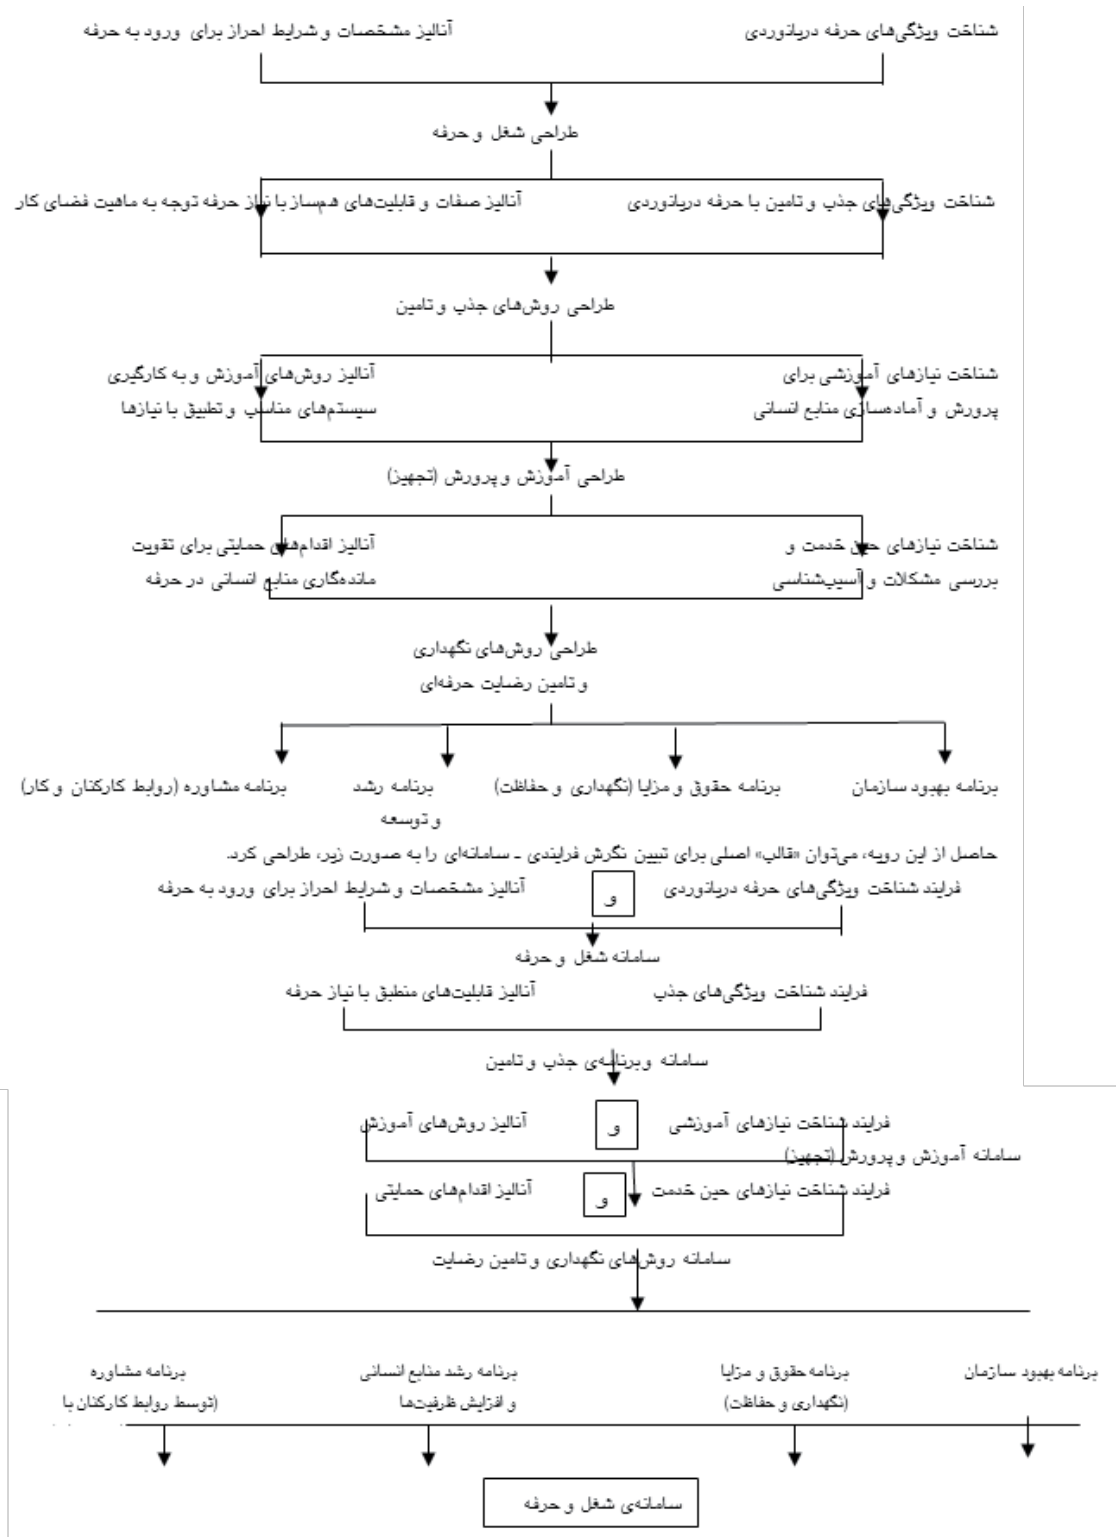 شناخت ویژگی‌های حرفه دریانوردی
آنالیز مشخصات و شرایط احراز برای ورود به حرفه
طراحی شغل و حرفه
شناخت ویژگی‌های جذب و تامین با حرفه دریانوردی
آنالیز صفات و قابلیت‌های هم‌ساز با نیاز حرفه توجه به ماهیت فضای کار
طراحی روش‌های جذب و تامین
شناخت نیازهای آموزشی برای
پرورش و آماده‌سازی منابع انسانی
آنالیز روش‌های آموزش و به کارگیری
سیستم‌های مناسب و تطبیق با نیازها
طراحی آموزش و پرورش (تجهیز)
شناخت نیازهای حین خدمت و
بررسی مشکلات و آسیب‌شناسی
آنالیز اقدام‌های حمایتی برای تقویت
مانده‌گاری منابع انسانی در حرفه
طراحی روش‌های نگهداری
و تامین رضایت حرفه‌ای
برنامه بهبود سازمان
برنامه حقوق و مزایا (نگهداری و حفاظت)
برنامه رشد
و توسعه
برنامه مشاوره (روابط کارکنان و کار)
حاصل از این رویه، می‌توان «قالب» اصلی برای تبیین نگرش فرایندی ـ سامانه‌ای را به صورت زیر، طراحی کرد.
فرایند شناخت ویژگی‌های حرفه دریانوردی
و
آنالیز مشخصات و شرایط احراز برای ورود به حرفه
سامانه شغل و حرفه
فرایند شناخت ویژگی‌های جذب
آنالیز قابلیت‌های منطبق با نیاز حرفه
سامانه و برنامه‌ی جذب و تامین
فرایند شناخت نیازهای آموزشی
و
آنالیز روش‌های آموزش
سامانه آموزش و پرورش (تجهیز)
فرایند شناخت نیازهای حین خدمت
و
آنالیز اقدام‌های حمایتی
سامانه روش‌های نگهداری و تامین رضایت
برنامه بهبود سازمان
برنامه حقوق و مزایا
(نگهداری و حفاظت)
برنامه رشد منابع انسانی
و افزایش ظرفیت‌ها
برنامه مشاوره
(توسط روابط کارکنان با
سامانه‌ی شغل و حرفه